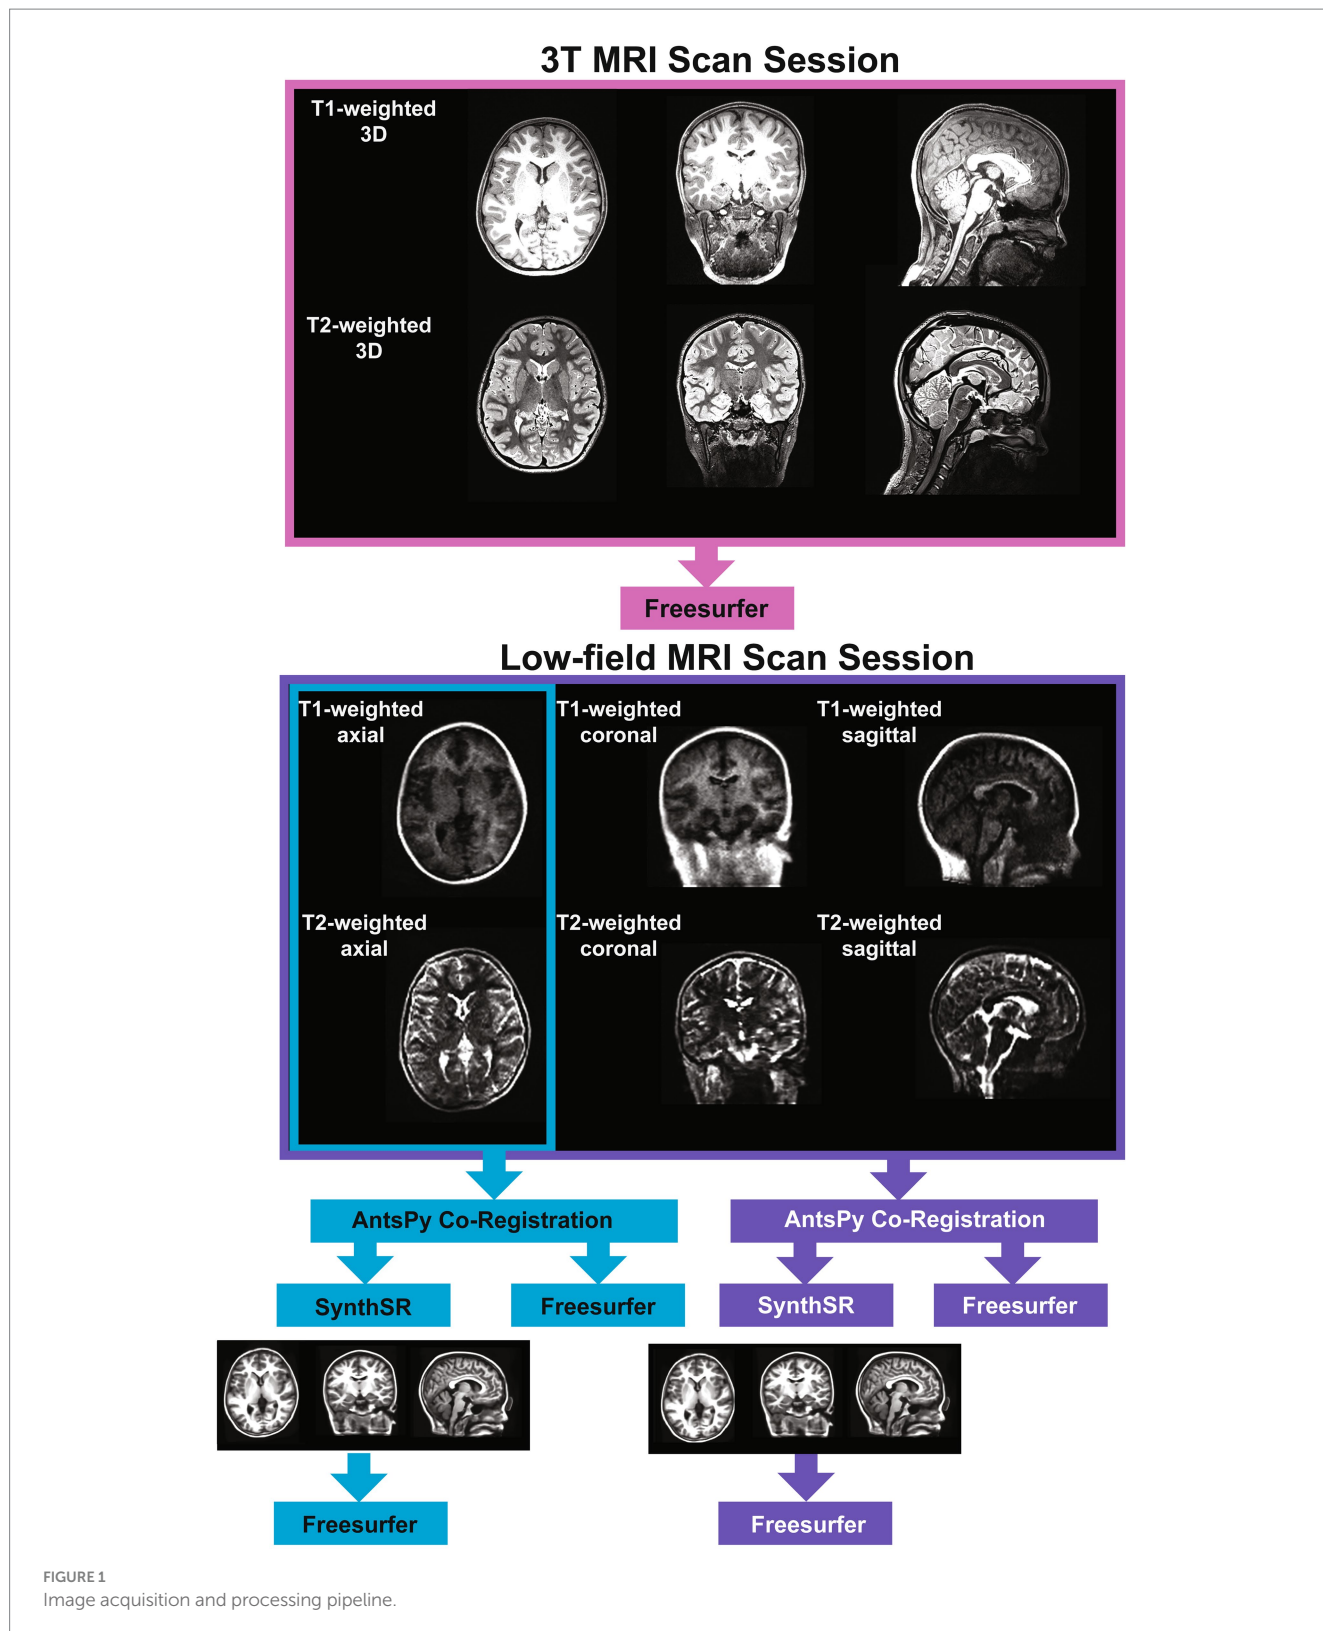 3T MRI Scan Session
T1-weighted
3D
T2-weighted
3D
Freesurfer
Low-field MRI Scan Session
T1-weighted
axial
T1-weighted
coronal
T1-weighted
sagittal
T2-weighted
axial
T2-weighted
coronal
T2-weighted
sagittal
AntsPy Co-Registration
AntsPy Co-Registration
SynthSR
Freesurfer
SynthSR
Freesurfer
Freesurfer
Freesurfer
FIGURE 1
Image acquisition and processing pipeline.